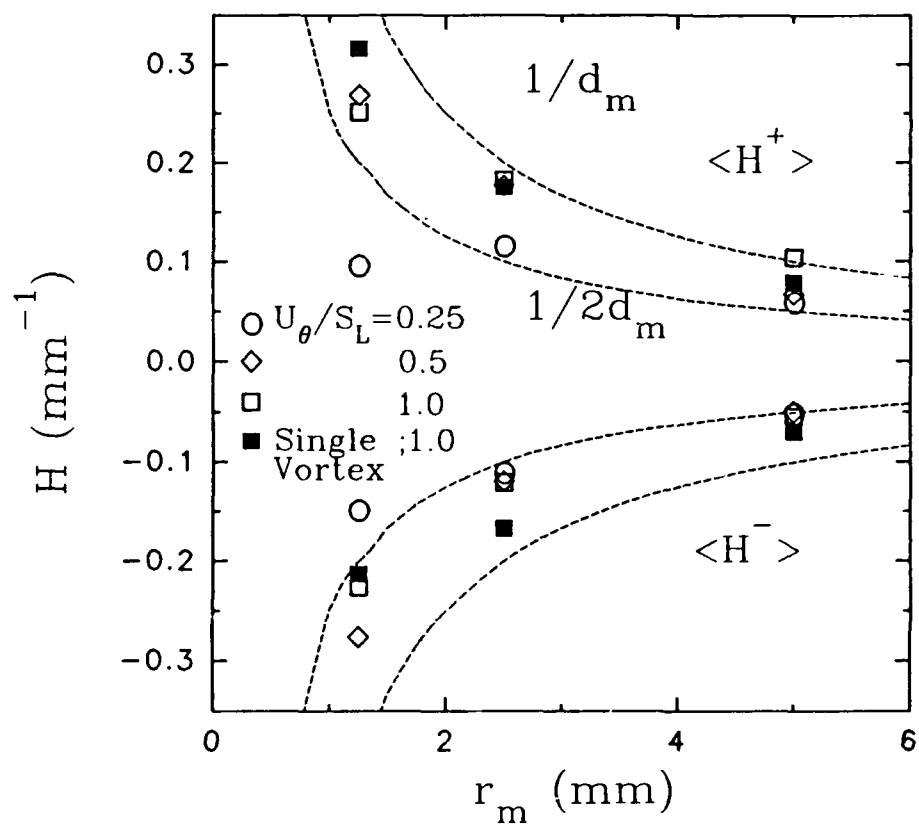 0.3
0.2
0.1
0.0
−0.1
−0.2
−0.3
H (mm⁻¹)
1/d_m
<H⁺>
1/2d_m
U_θ/S_L=0.25
0.5
1.0
Single ;1.0
Vortex
<H⁻>
0 2 4 6
r_m (mm)